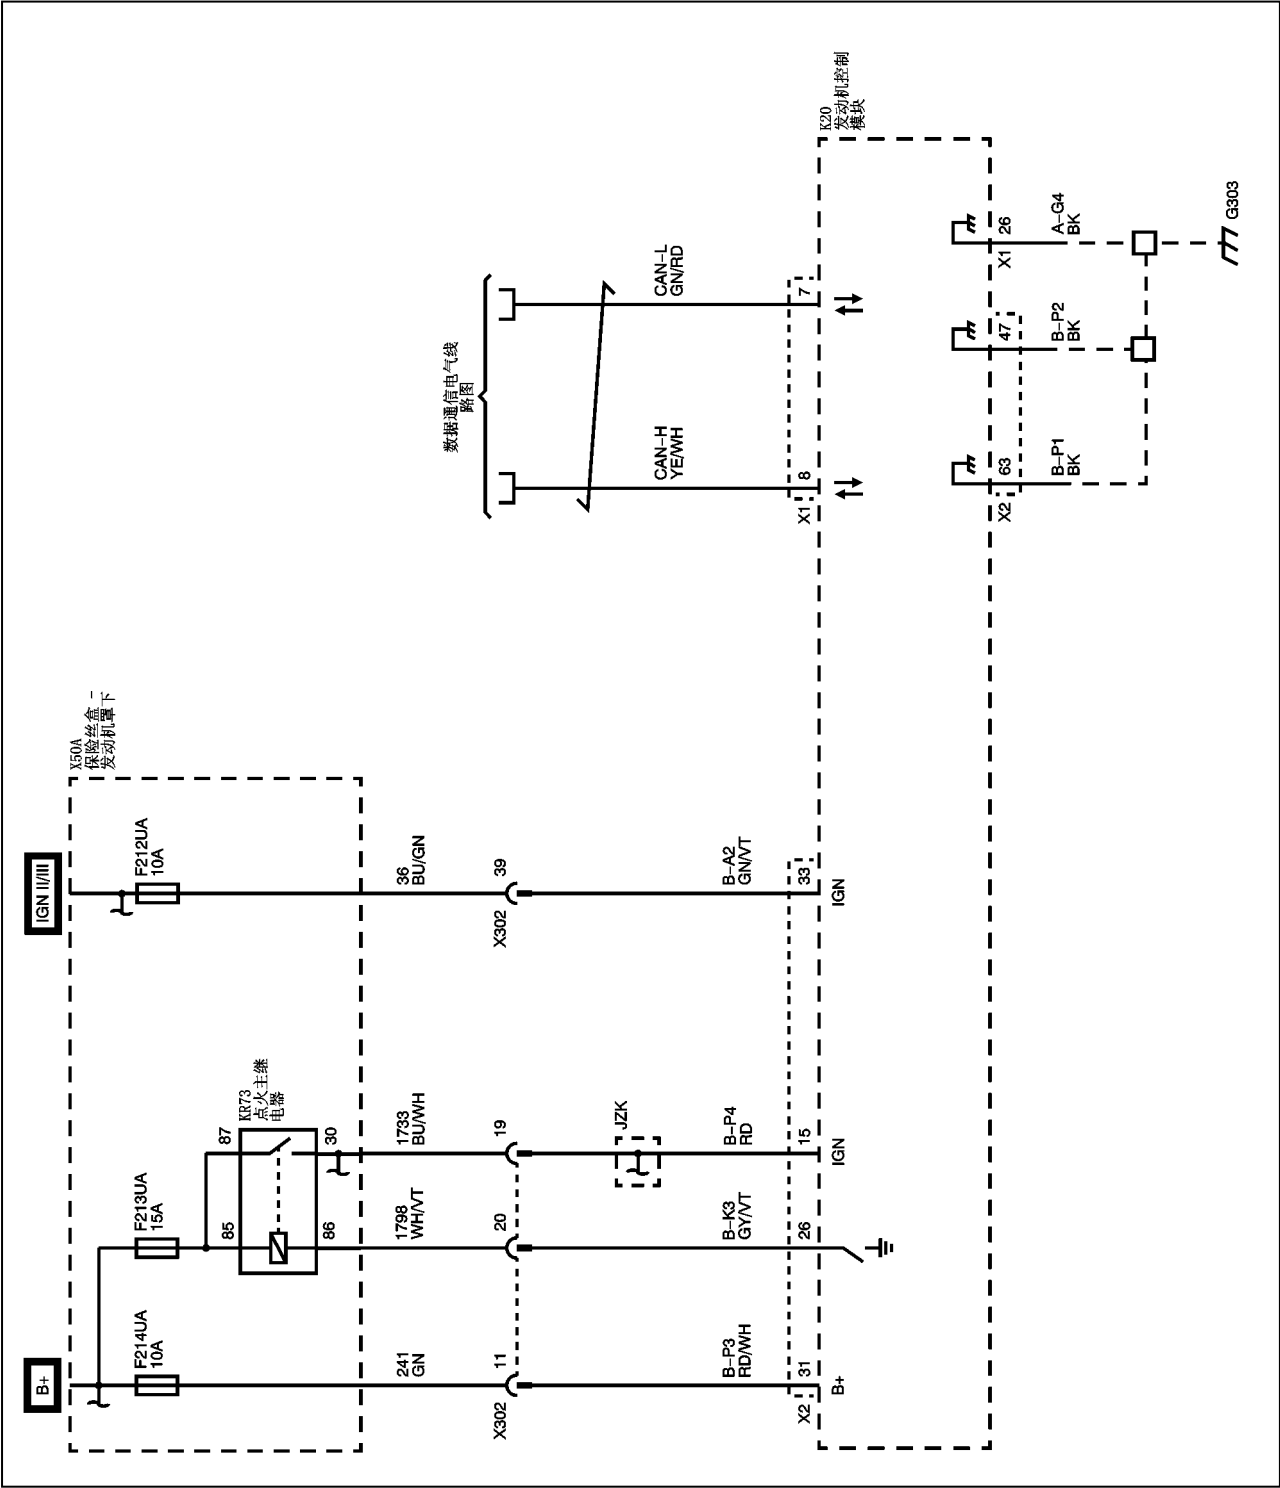 B+
IGN II/III
X50A
保险丝盒 -
发动机罩下
F214UA
10A
F213UA
15A
F212UA
10A
KR73
点火主继
电器
85
87
86
30
241
GN
1798
WH/VT
1733
BU/WH
36
BU/GN
X302
11
20
19
X302
39
JZK
B-P3
RD/WH
B-K3
GY/VT
B-P4
RD
B-A2
GN/VT
X2
31
26
15
33
B+
IGN
IGN
数据通信电气线
路图
CAN-H
YE/WH
CAN-L
GN/RD
X1
8
7
K20
发动机控制
模块
X2
63
47
X1
26
B-P1
BK
B-P2
BK
A-G4
BK
G303